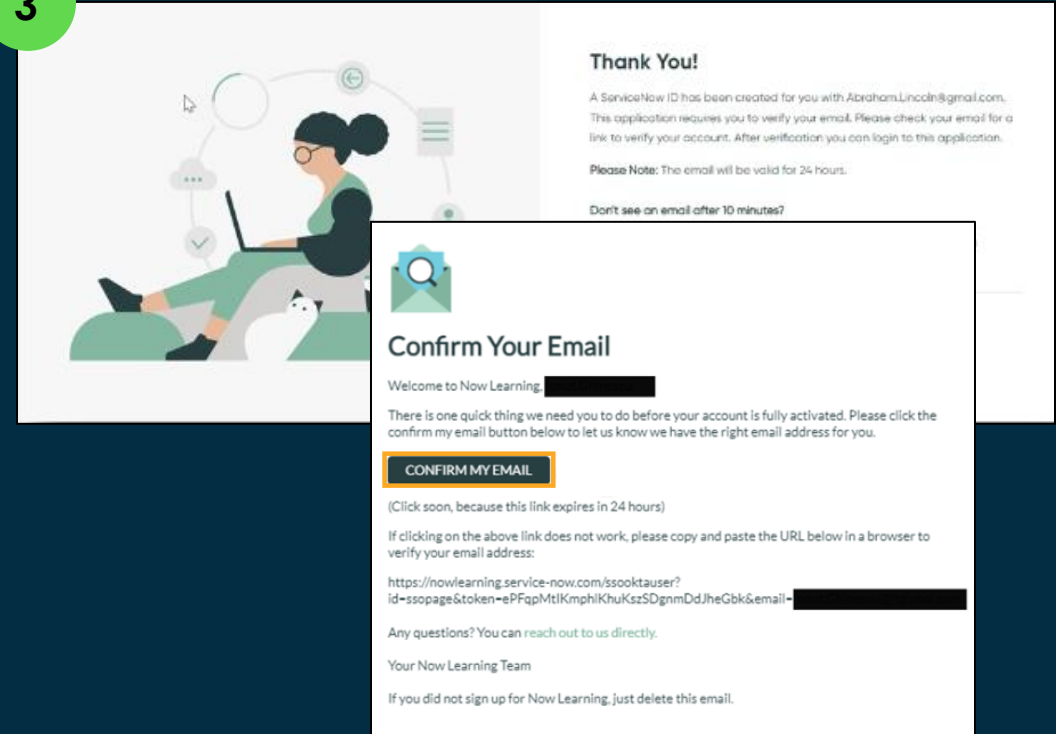 3
Thank You!
A ServiceNow ID has been created for you with Abraham.Lincoln@gmail.com.
This application requires you to verify your email. Please check your email for a
link to verify your account. After verification you can login to this application.
Please Note: The email will be valid for 24 hours.
Don't see an email after 10 minutes?
Confirm Your Email
Welcome to Now Learning,
There is one quick thing we need you to do before your account is fully activated. Please click the
confirm my email button below to let us know we have the right email address for you.
CONFIRM MY EMAIL
(Click soon, because this link expires in 24 hours)
If clicking on the above link does not work, please copy and paste the URL below in a browser to
verify your email address:
https://nowlearning.service-now.com/ssooktauser?
id=ssopage&token=ePFqpMtIKmphlKhuKszSDgnmDdJheGbk&email=
Any questions? You can reach out to us directly.
Your Now Learning Team
If you did not sign up for Now Learning, just delete this email.